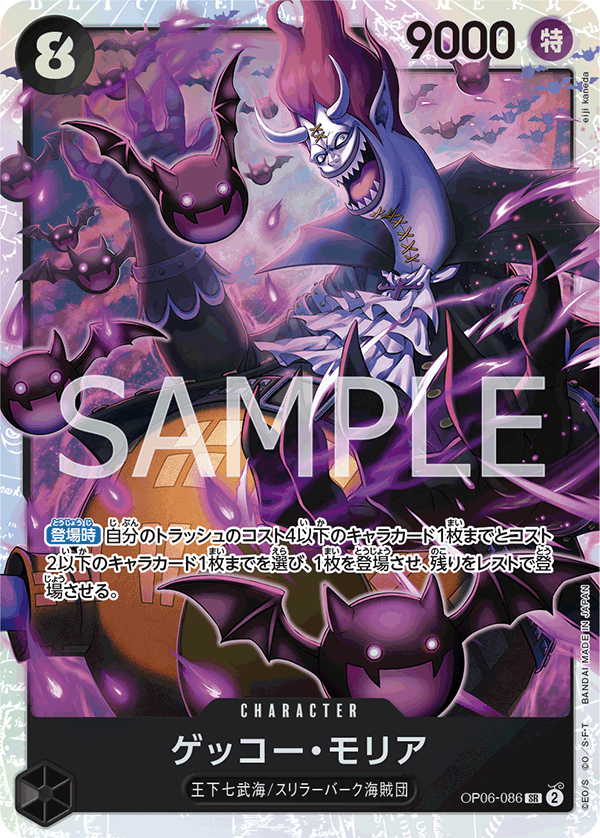 8
9000
特
eiji kaneda
SAMPLE
登場時 自分のトラッシュのコスト4以下のキャラカード1枚までとコスト
2以下のキャラカード1枚までを選び、1枚を登場させ、残りをレストで登
場させる。
CHARACTER
ゲッコー・モリア
王下七武海/スリラーバーク海賊団
OP06-086 SR 2
©E.O/S ©O/S・F・T BANDAI MADE IN JAPAN